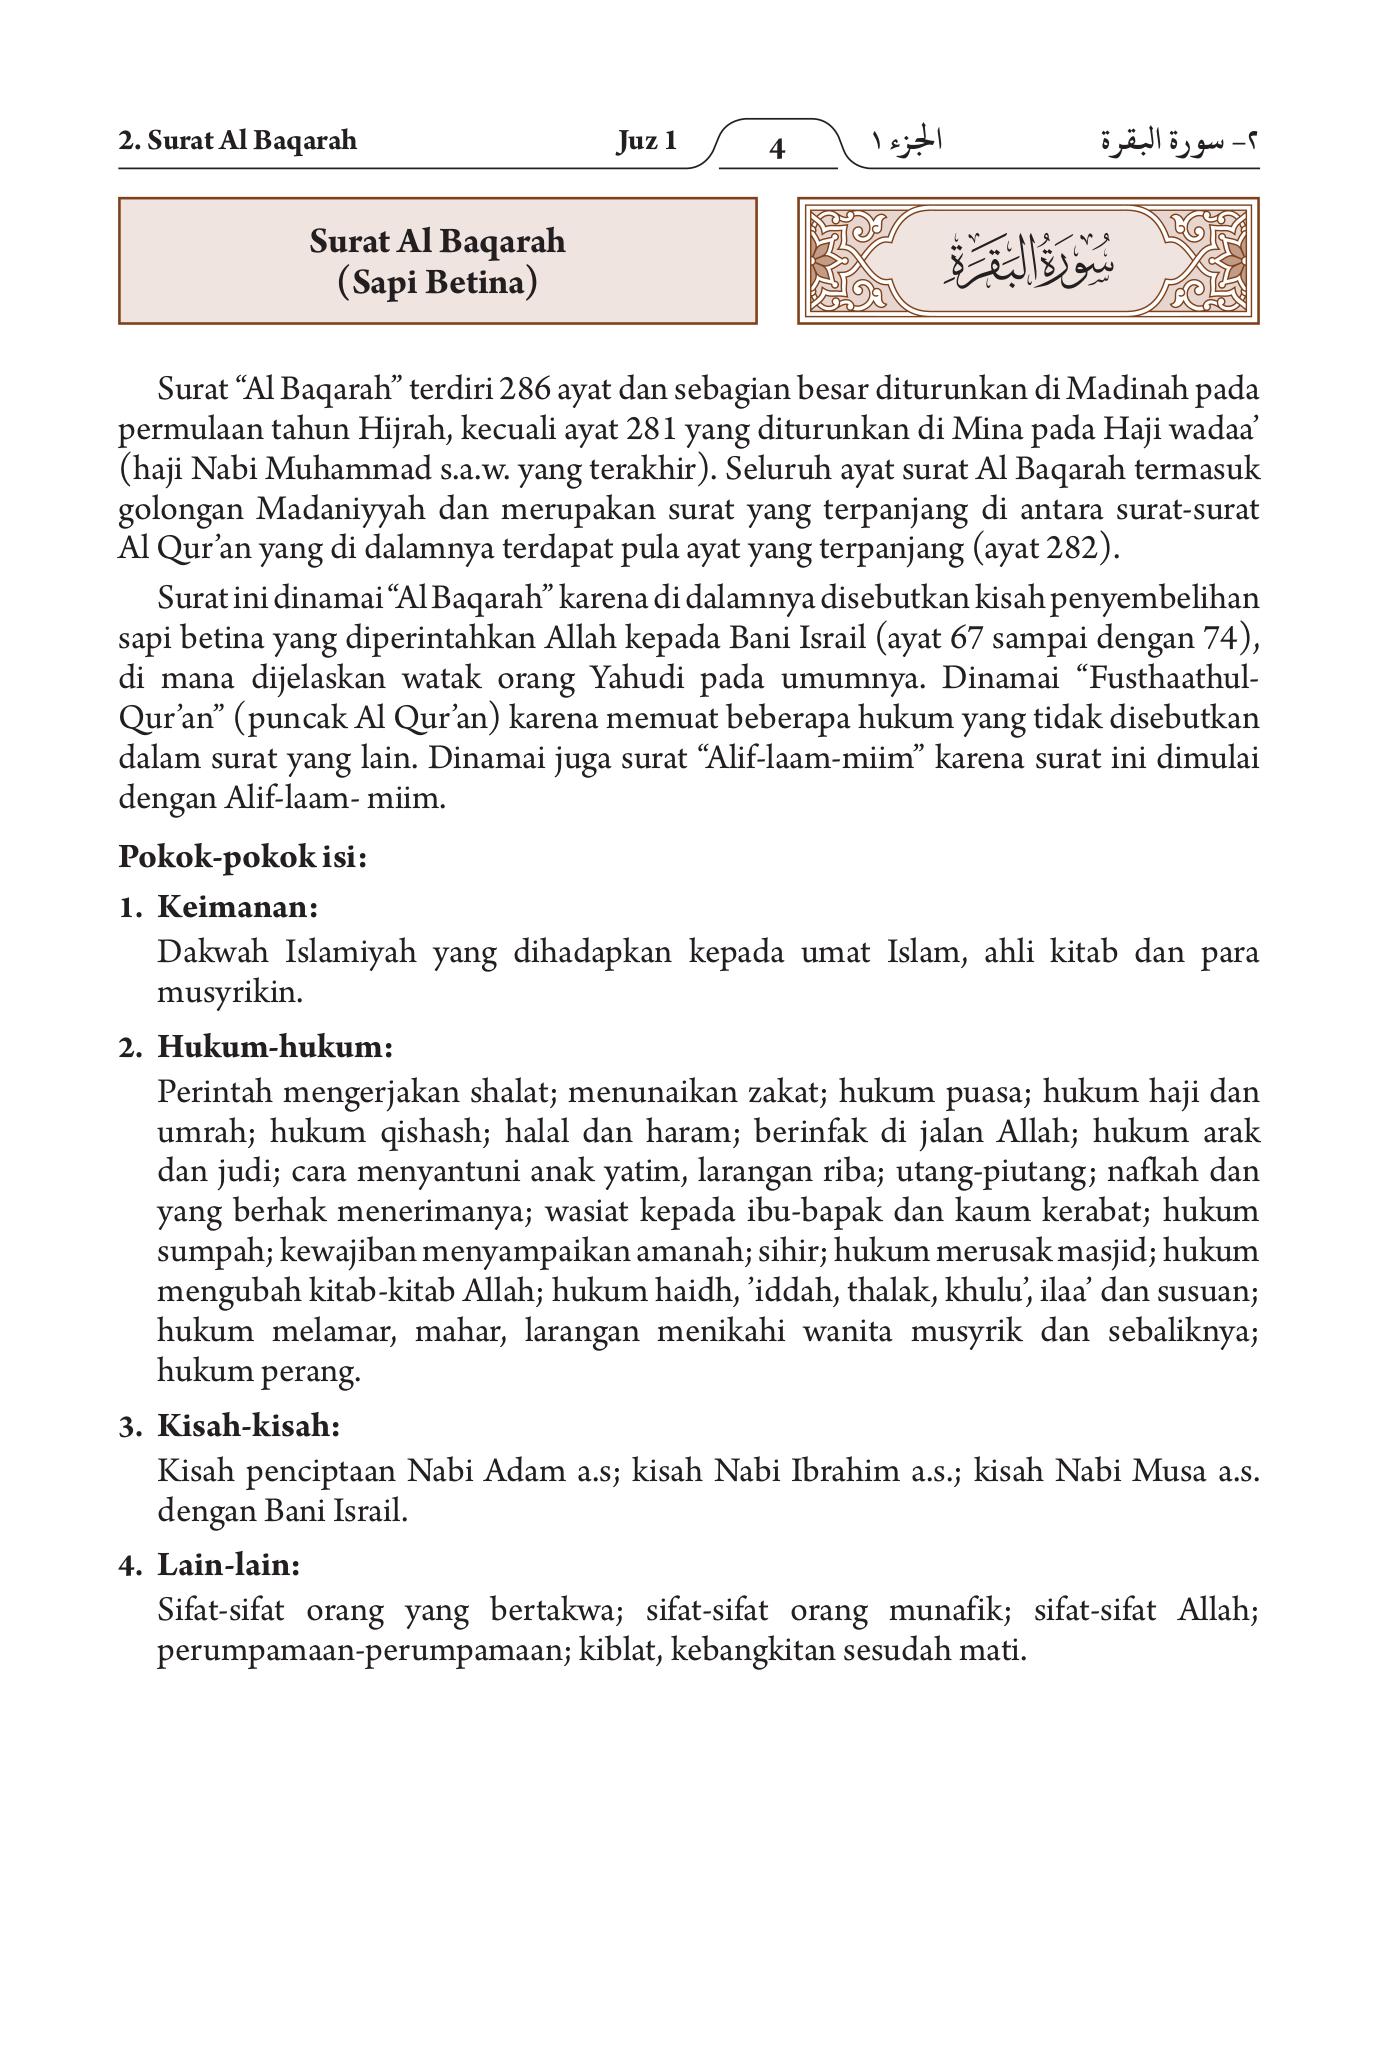 2. Surat Al Baqarah
Juz 1
4
الجزء ١
٢- سورة البقرة
Surat Al Baqarah
(Sapi Betina)
سُوْرَةُ الْبَقَرَةِ
Surat “Al Baqarah” terdiri 286 ayat dan sebagian besar diturunkan di Madinah pada
permulaan tahun Hijrah, kecuali ayat 281 yang diturunkan di Mina pada Haji wadaa’
(haji Nabi Muhammad s.a.w. yang terakhir). Seluruh ayat surat Al Baqarah termasuk
golongan Madaniyyah dan merupakan surat yang terpanjang di antara surat-surat
Al Qur’an yang di dalamnya terdapat pula ayat yang terpanjang (ayat 282).
Surat ini dinamai “Al Baqarah” karena di dalamnya disebutkan kisah penyembelihan
sapi betina yang diperintahkan Allah kepada Bani Israil (ayat 67 sampai dengan 74),
di mana dijelaskan watak orang Yahudi pada umumnya. Dinamai “Fusthaathul-
Qur’an” (puncak Al Qur’an) karena memuat beberapa hukum yang tidak disebutkan
dalam surat yang lain. Dinamai juga surat “Alif-laam-miim” karena surat ini dimulai
dengan Alif-laam- miim.
Pokok-pokok isi:
1. Keimanan:
Dakwah Islamiyah yang dihadapkan kepada umat Islam, ahli kitab dan para
musyrikin.
2. Hukum-hukum:
Perintah mengerjakan shalat; menunaikan zakat; hukum puasa; hukum haji dan
umrah; hukum qishash; halal dan haram; berinfak di jalan Allah; hukum arak
dan judi; cara menyantuni anak yatim, larangan riba; utang-piutang; nafkah dan
yang berhak menerimanya; wasiat kepada ibu-bapak dan kaum kerabat; hukum
sumpah; kewajiban menyampaikan amanah; sihir; hukum merusak masjid; hukum
mengubah kitab-kitab Allah; hukum haidh, ’iddah, thalak, khulu’, ilaa’ dan susuan;
hukum melamar, mahar, larangan menikahi wanita musyrik dan sebaliknya;
hukum perang.
3. Kisah-kisah:
Kisah penciptaan Nabi Adam a.s; kisah Nabi Ibrahim a.s.; kisah Nabi Musa a.s.
dengan Bani Israil.
4. Lain-lain:
Sifat-sifat orang yang bertakwa; sifat-sifat orang munafik; sifat-sifat Allah;
perumpamaan-perumpamaan; kiblat, kebangkitan sesudah mati.